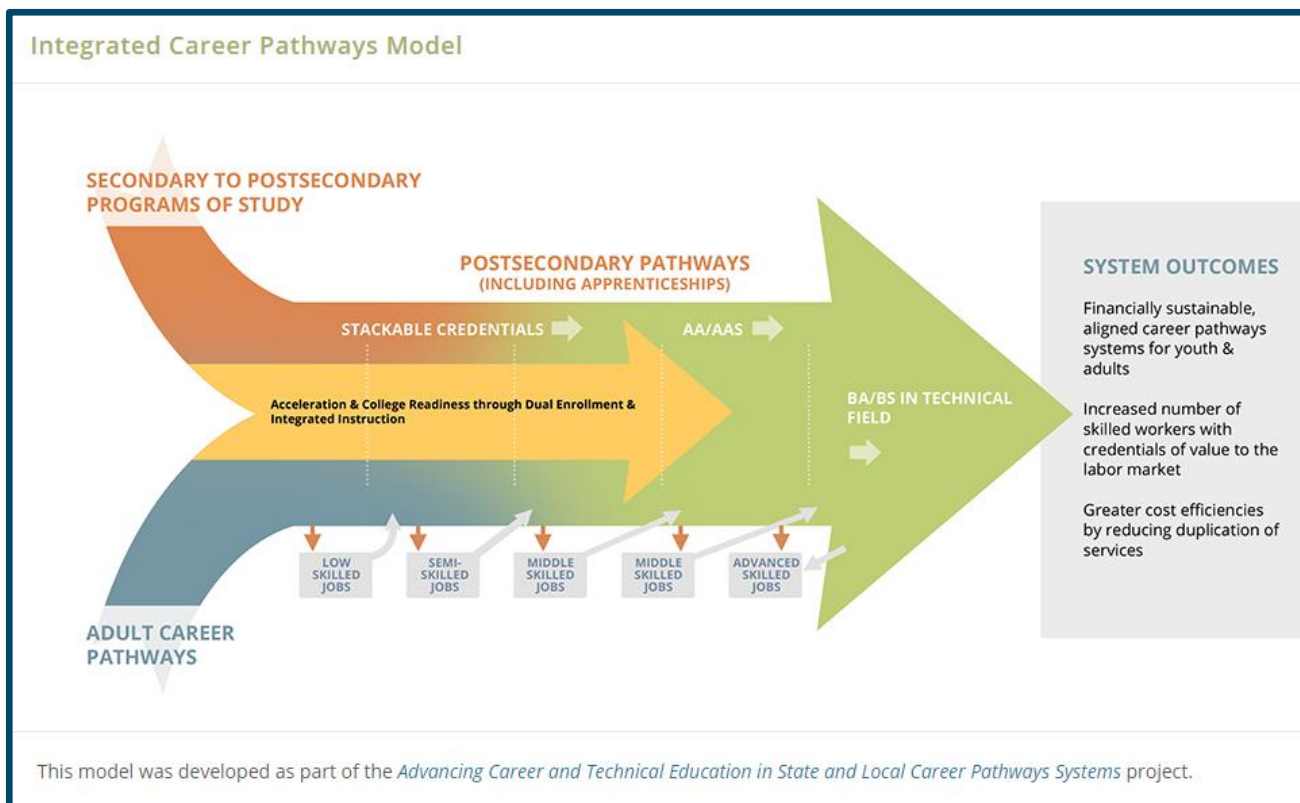 Integrated Career Pathways Model
SECONDARY TO POSTSECONDARY
PROGRAMS OF STUDY
POSTSECONDARY PATHWAYS
(INCLUDING APPRENTICESHIPS)
STACKABLE CREDENTIALS
AA/AAS
Acceleration & College Readiness through Dual Enrollment &
Integrated Instruction
BA/BS IN TECHNICAL
FIELD
LOW
SKILLED
JOBS
SEMI-
SKILLED
JOBS
MIDDLE
SKILLED
JOBS
MIDDLE
SKILLED
JOBS
ADVANCED
SKILLED
JOBS
ADULT CAREER
PATHWAYS
SYSTEM OUTCOMES
Financially sustainable,
aligned career pathways
systems for youth &
adults
Increased number of
skilled workers with
credentials of value to the
labor market
Greater cost efficiencies
by reducing duplication of
services
This model was developed as part of the Advancing Career and Technical Education in State and Local Career Pathways Systems project.